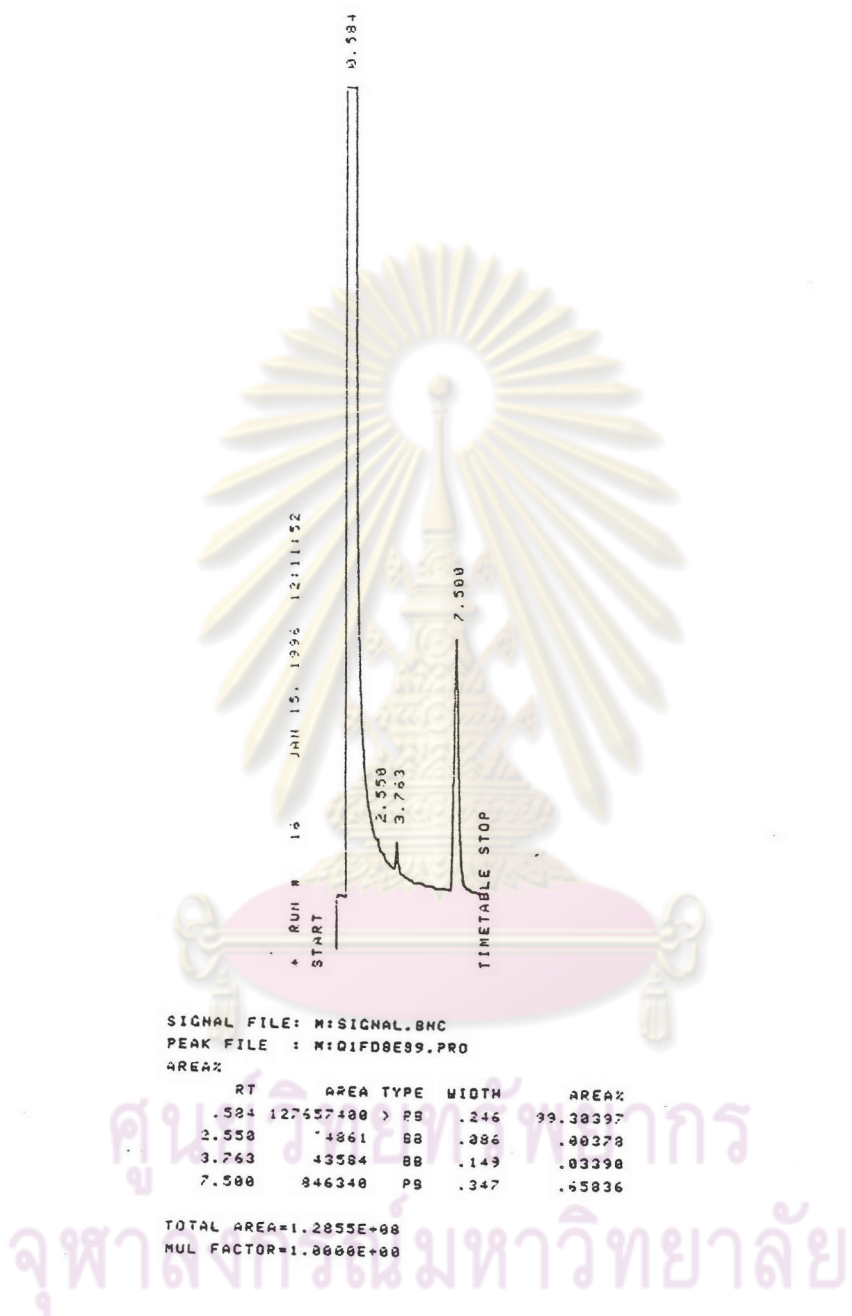 0.584
* RUN # 16 JAN 15, 1996 12:11:52
START
2.550
3.763
7.500
TIMETABLE STOP
SIGNAL FILE: M:SIGNAL.BNC
PEAK FILE : M:Q1FD8E89.PRO
AREA%
RT AREA TYPE WIDTH AREA%
.584 127657400 > PB .246 99.30397
2.550 4861 BB .086 .00378
3.763 43584 BB .149 .03390
7.500 846340 PB .347 .65836
TOTAL AREA=1.2855E+08
MUL FACTOR=1.0000E+00
ศูนย์วิทยทรัพยากร
จุฬาลงกรณ์มหาวิทยาลัย